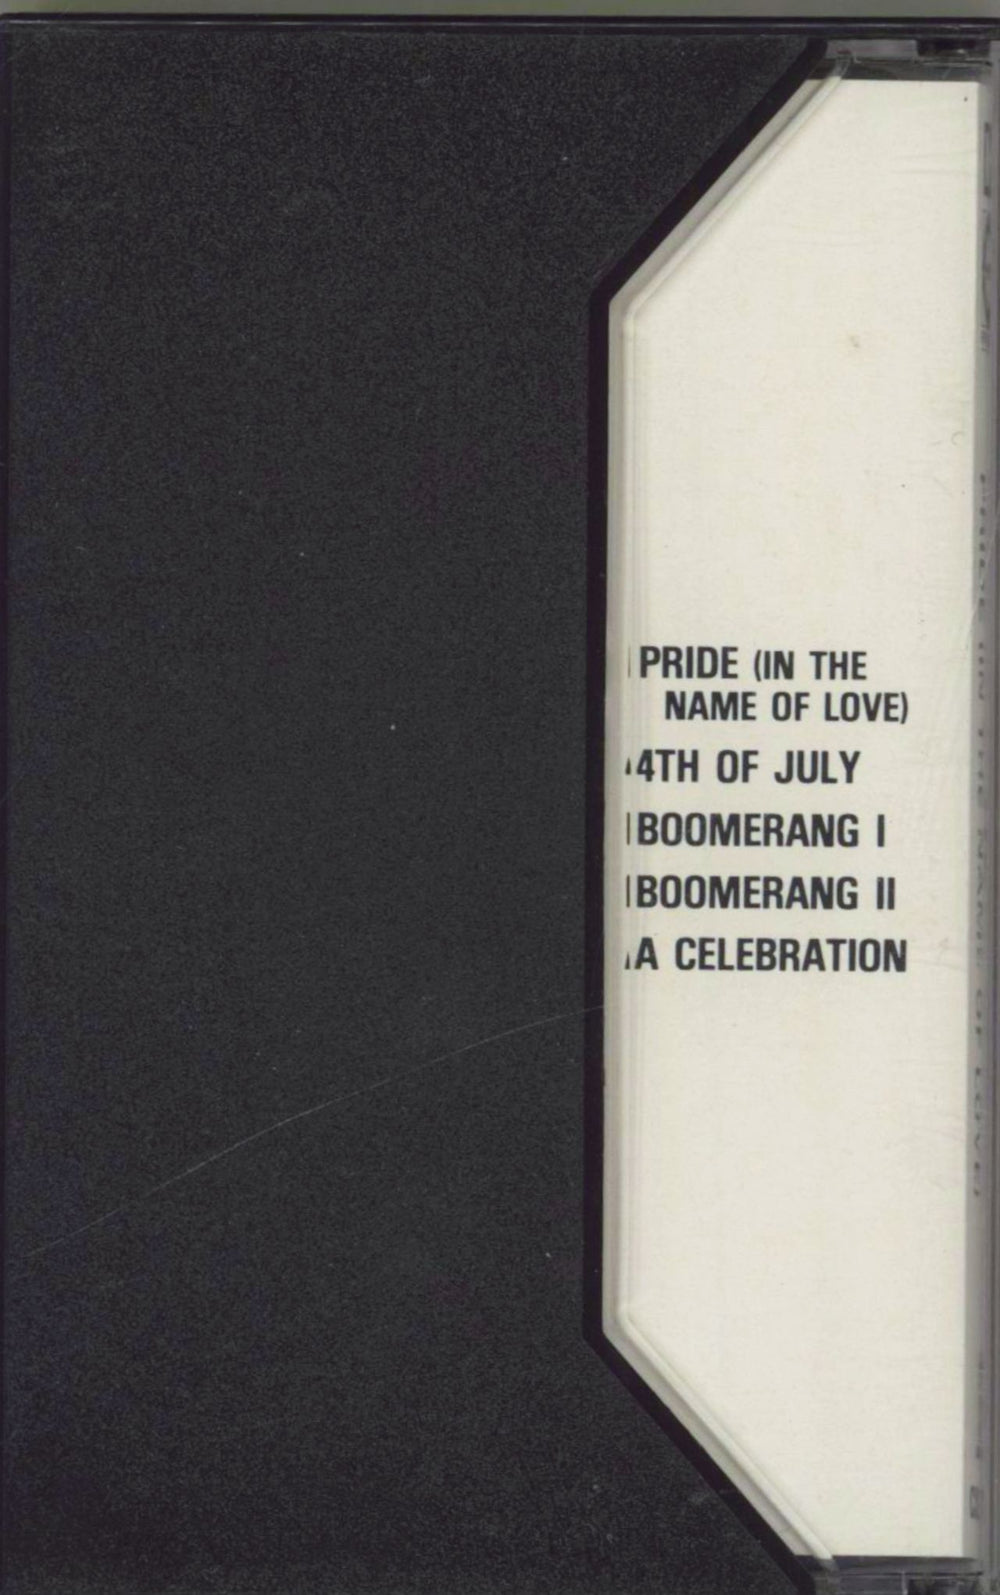 PRIDE (IN THE
NAME OF LOVE)
4TH OF JULY
BOOMERANG I
BOOMERANG II
A CELEBRATION